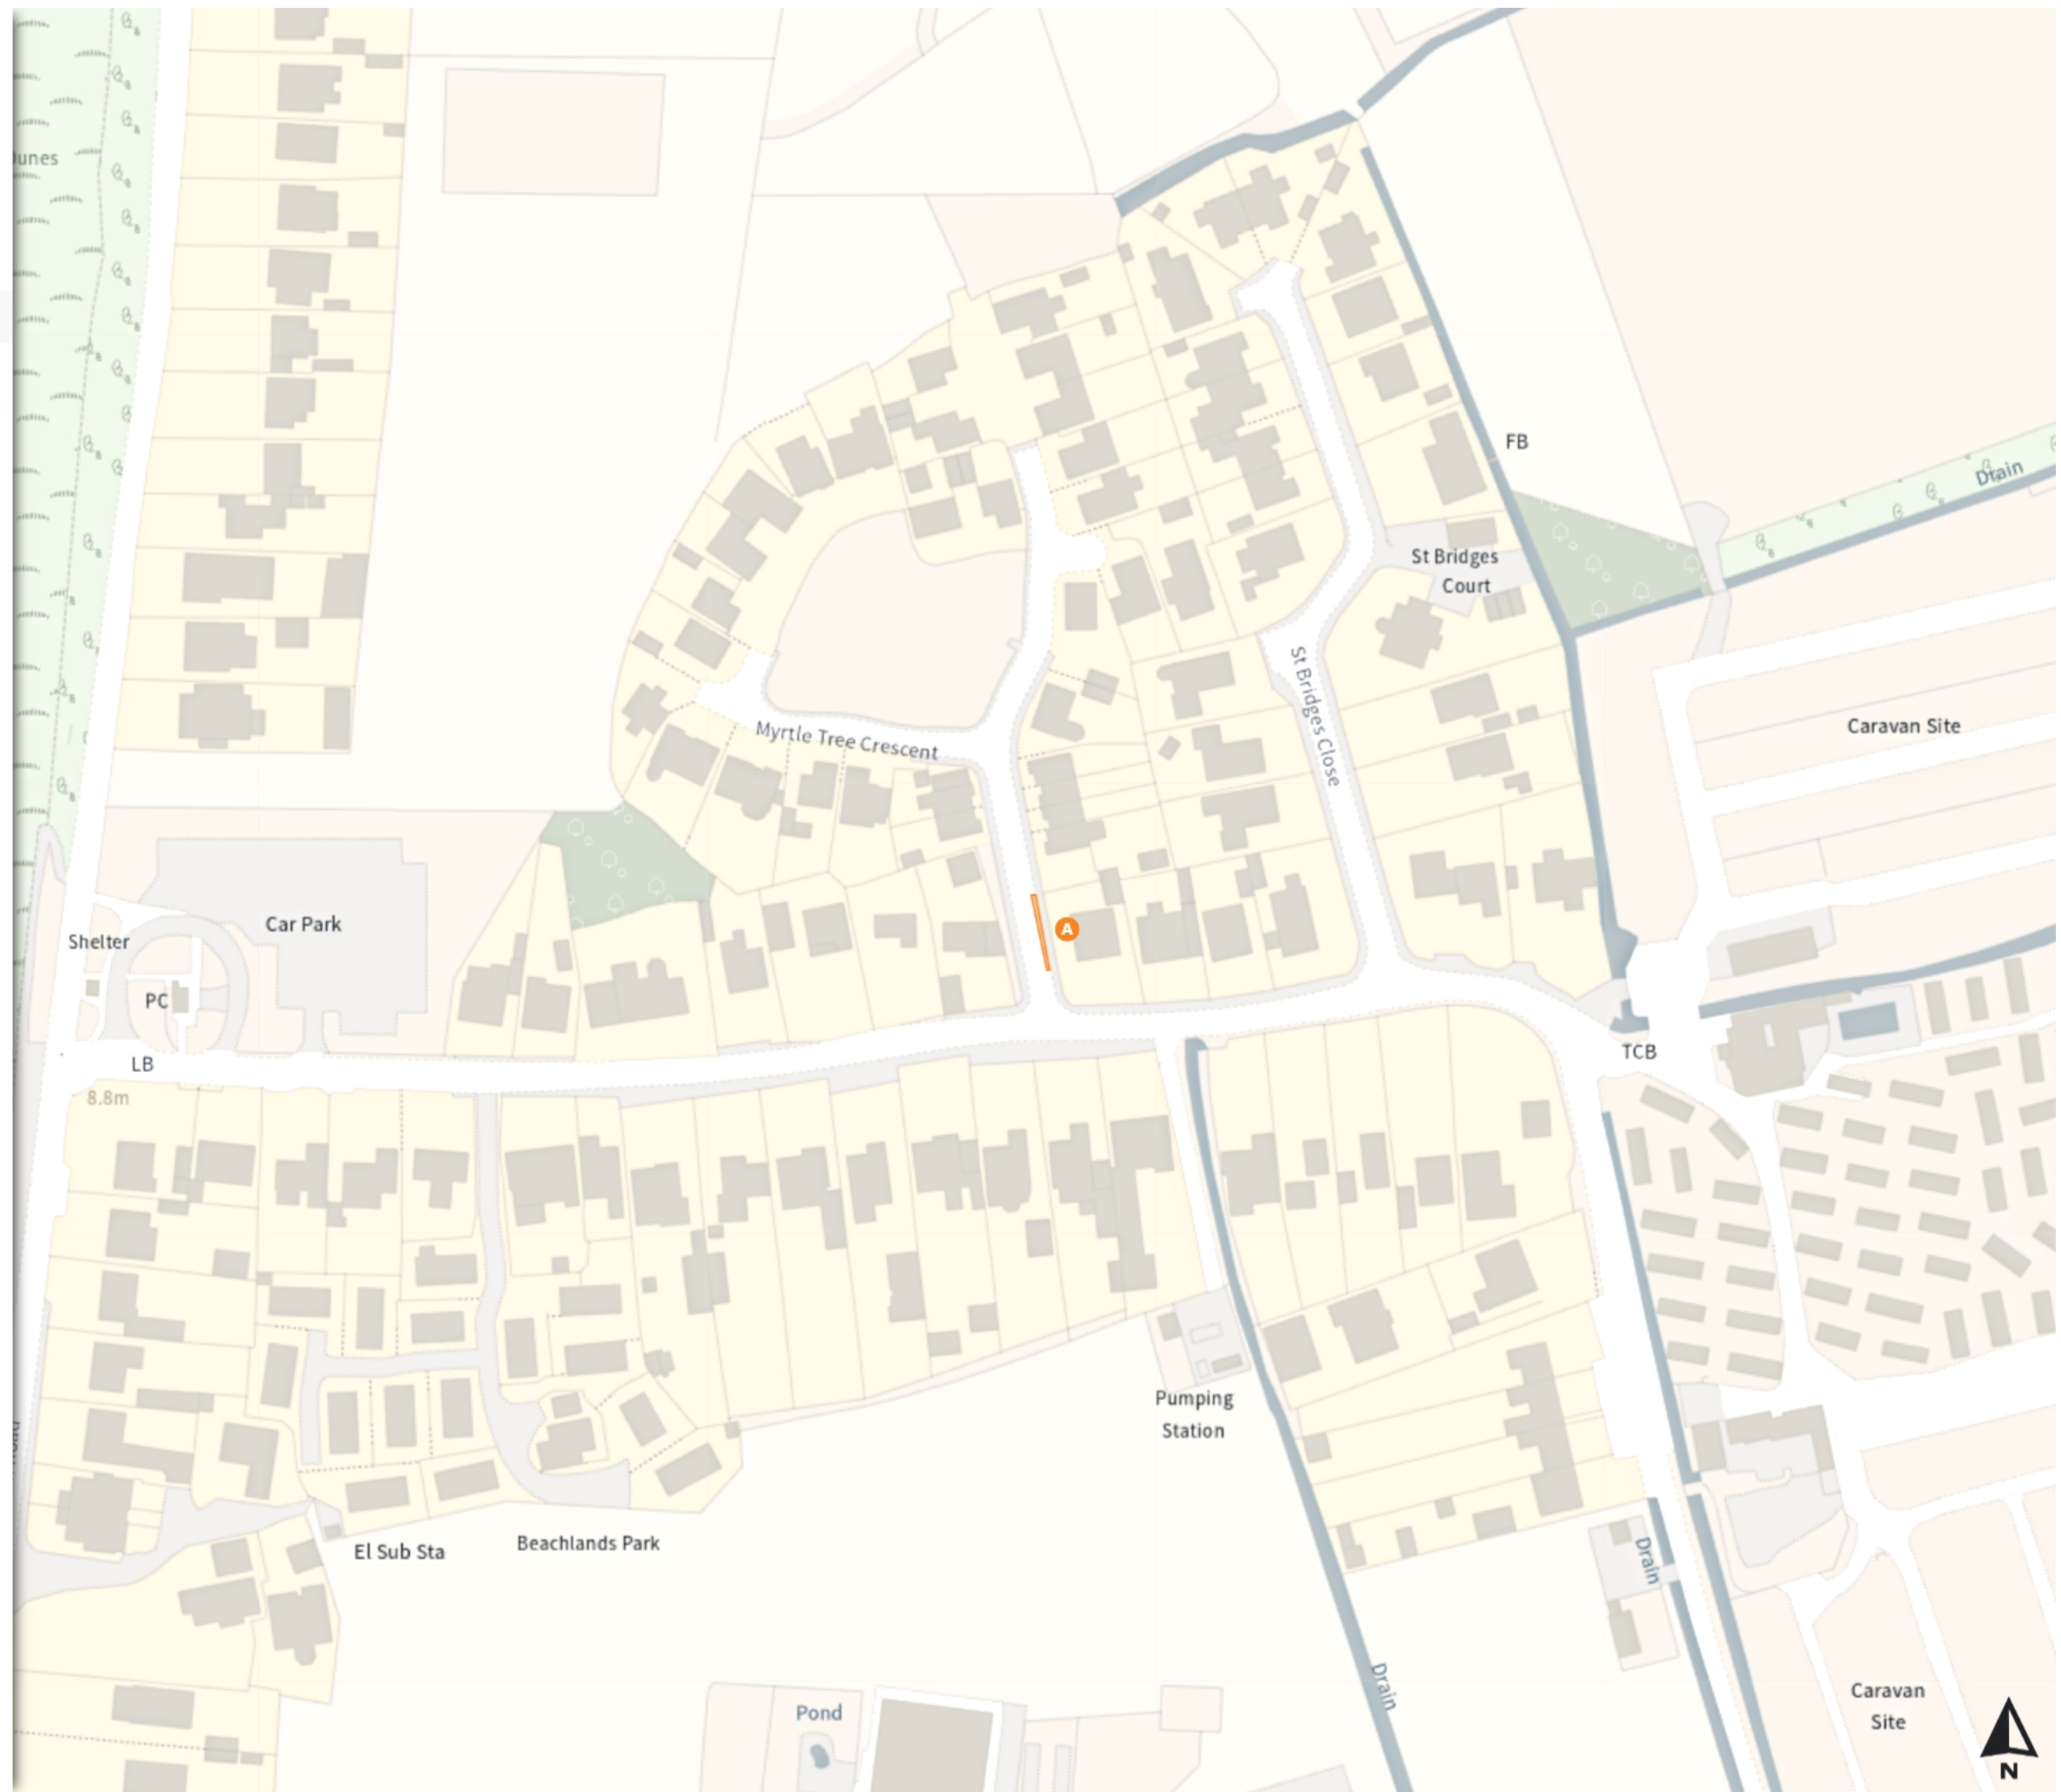 FB
Drain
St Bridges
Court
St Bridges Close
Myrtle Tree Crescent
Caravan Site
Car Park
Shelter
A
PC
LB
TCB
8.8m
Pumping
Station
El Sub Sta
Beachlands Park
Drain
Drain
Pond
Caravan
Site
N